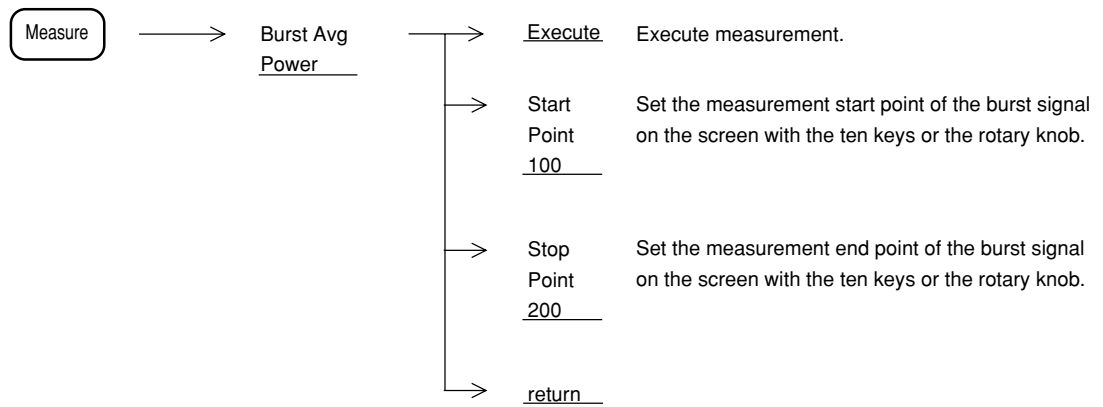 Measure
Burst Avg
Power
Execute
Execute measurement.
Start
Point
100
Set the measurement start point of the burst signal
on the screen with the ten keys or the rotary knob.
Stop
Point
200
Set the measurement end point of the burst signal
on the screen with the ten keys or the rotary knob.
return